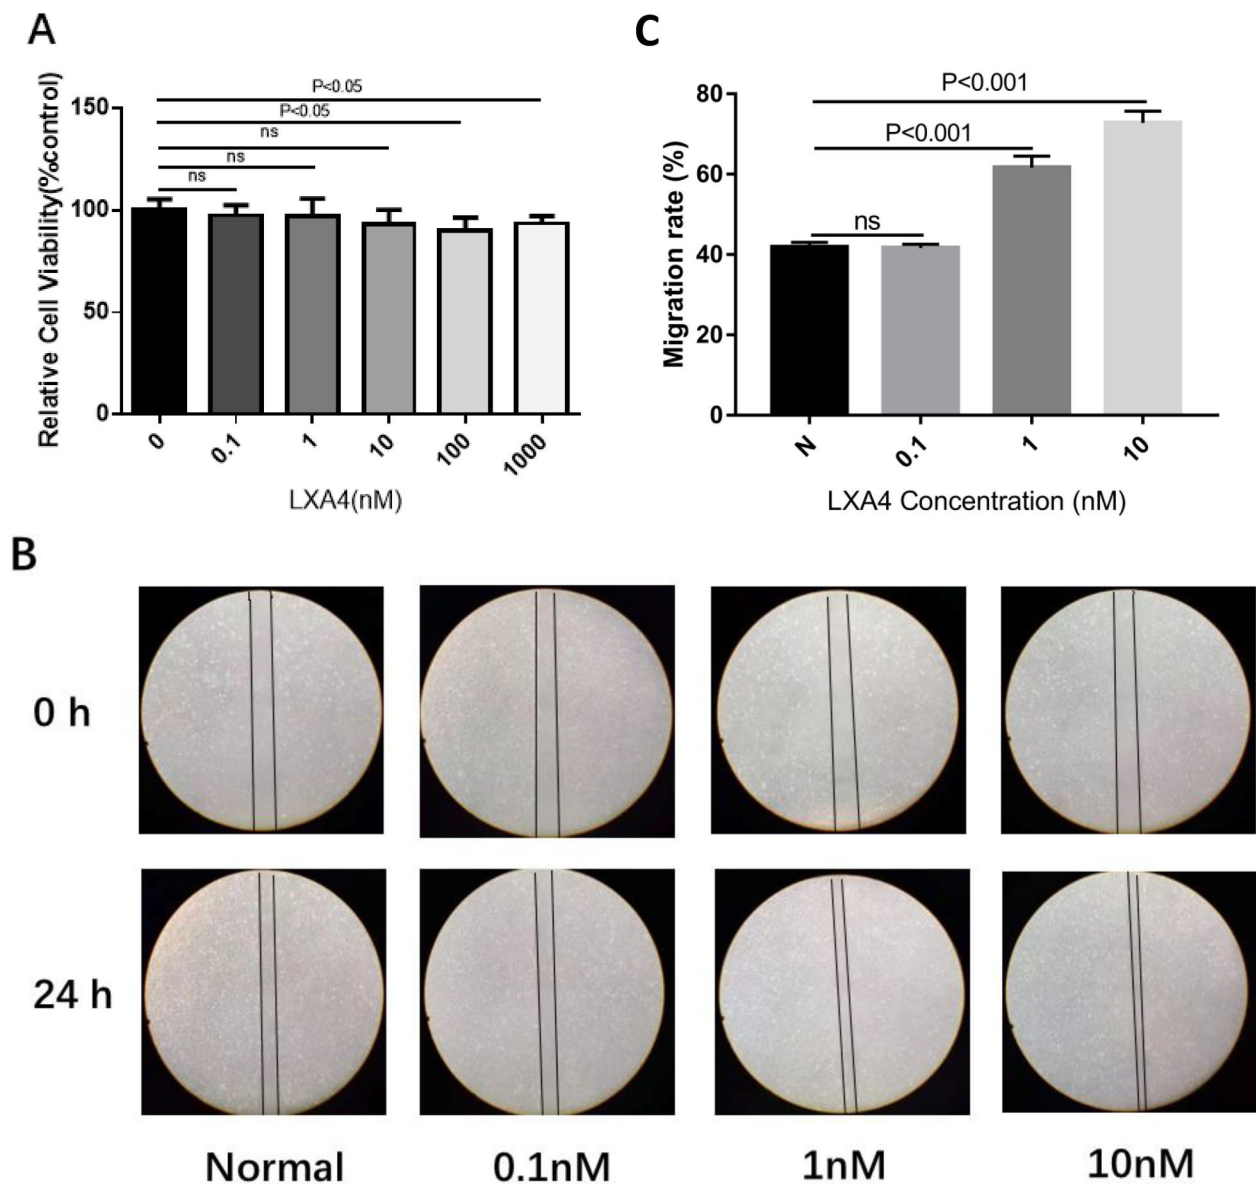 A
Relative Cell Viability(%control)
150
100
50
0
P<0.05
P<0.05
ns
ns
ns
0
0.1
1
10
100
1000
LXA4(nM)
C
Migration rate (%)
80
60
40
20
0
P<0.001
P<0.001
ns
N
0.1
1
10
LXA4 Concentration (nM)
B
0 h
24 h
Normal
0.1nM
1nM
10nM